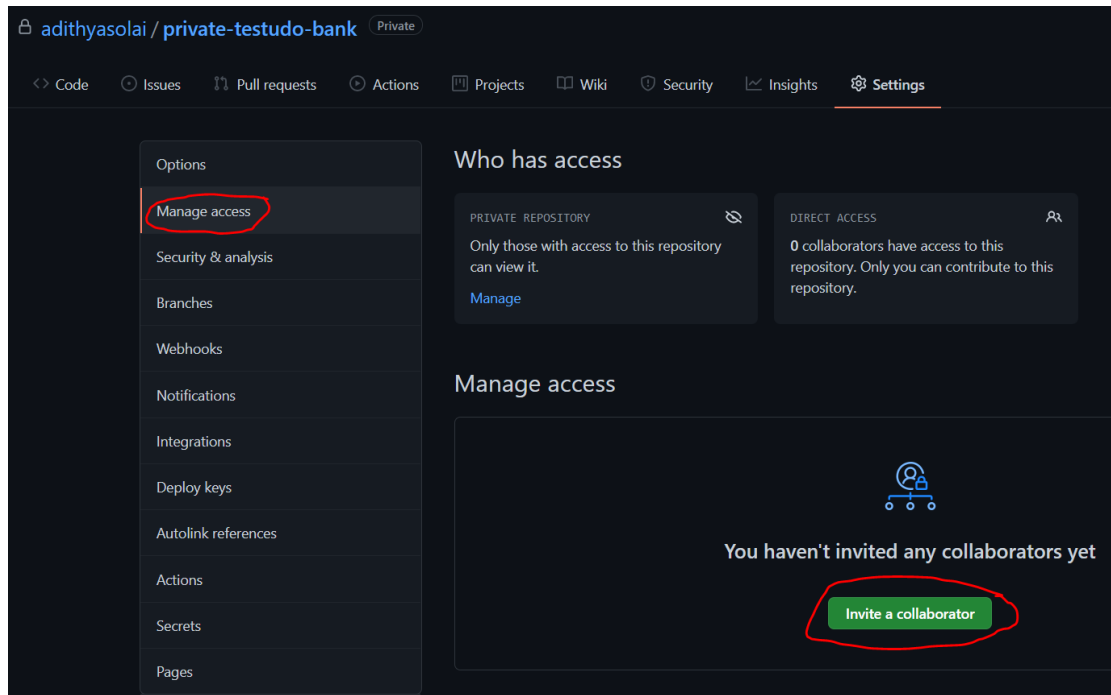 adithyasolai / private-testudo-bank Private
Code Issues Pull requests Actions Projects Wiki Security Insights Settings
Options
Manage access
Security & analysis
Branches
Webhooks
Notifications
Integrations
Deploy keys
Autolink references
Actions
Secrets
Pages
Who has access
PRIVATE REPOSITORY
Only those with access to this repository
can view it.
Manage
DIRECT ACCESS
0 collaborators have access to this
repository. Only you can contribute to this
repository.
Manage access
You haven't invited any collaborators yet
Invite a collaborator